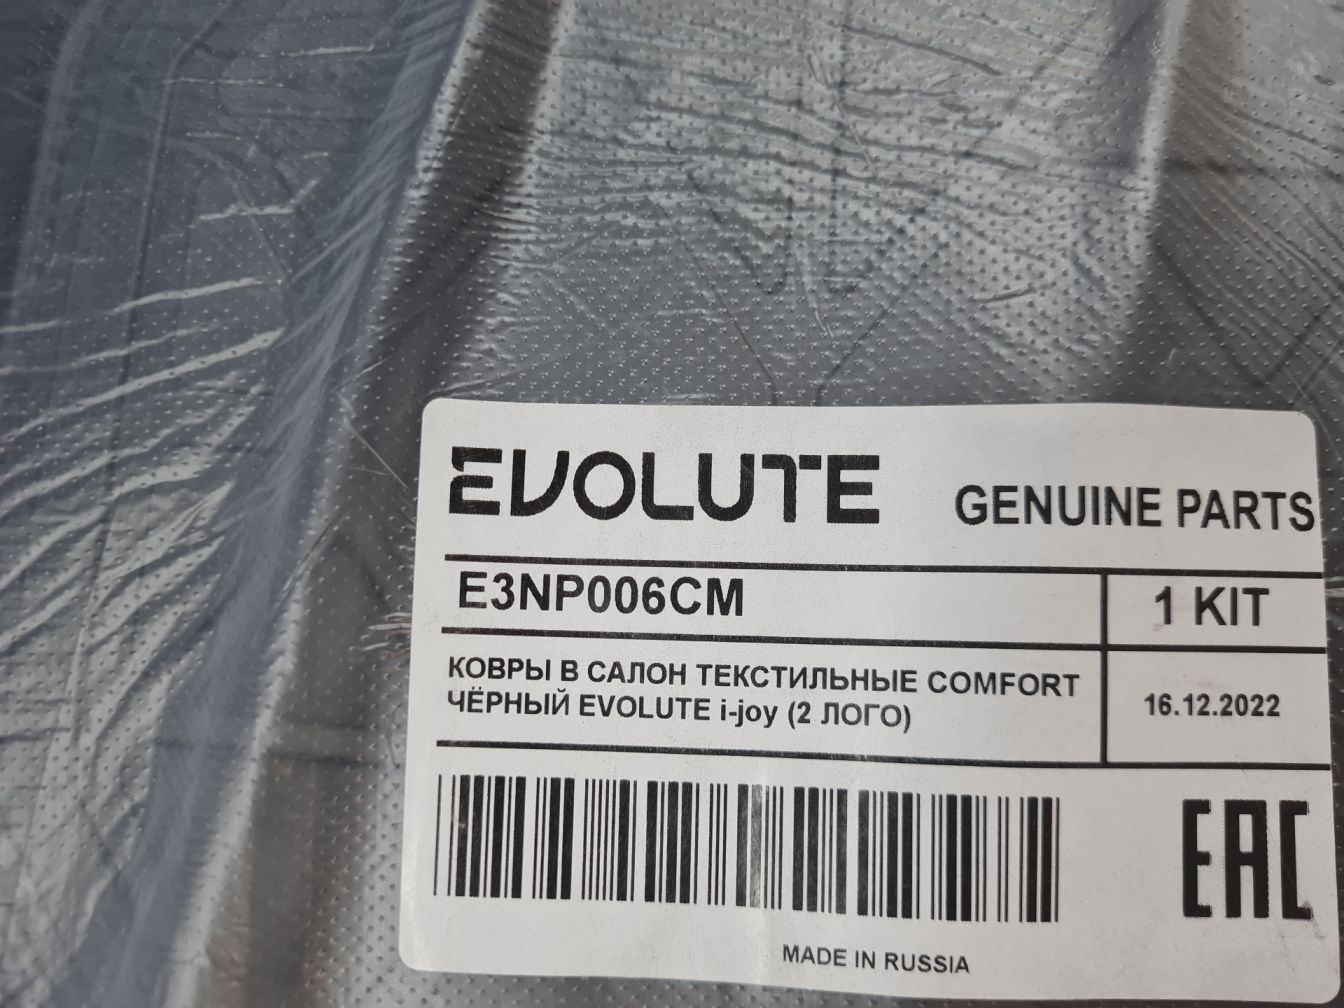 EVOLUTE GENUINE PARTS
E3NP006CM 1 KIT
КОВРЫ В САЛОН ТЕКСТИЛЬНЫЕ COMFORT
ЧЁРНЫЙ EVOLUTE i-joy (2 ЛОГО)
16.12.2022
EAC
MADE IN RUSSIA